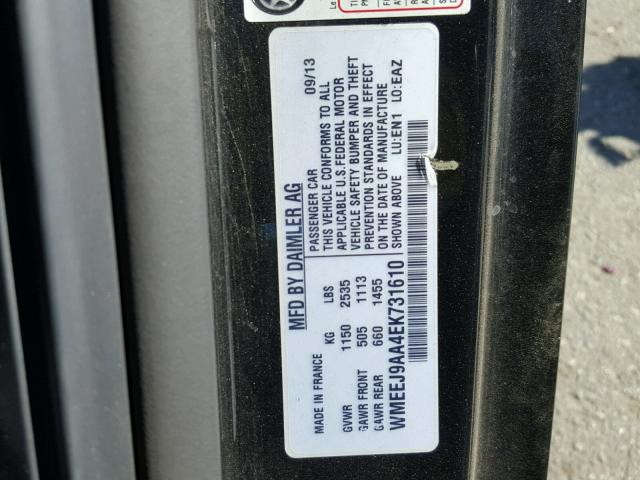 MFD BY DAIMLER AG
MADE IN FRANCE KG LBS
GVWR 1150 2535
GAWR FRONT 505 1113
GAWR REAR 660 1455
PASSENGER CAR 09/13
THIS VEHICLE CONFORMS TO ALL
APPLICABLE U.S.FEDERAL MOTOR
VEHICLE SAFETY BUMPER AND THEFT
PREVENTION STANDARDS IN EFFECT
ON THE DATE OF MANUFACTURE
SHOWN ABOVE LU:EN1 LO:EAZ
WMEEJ9AA4EK731610